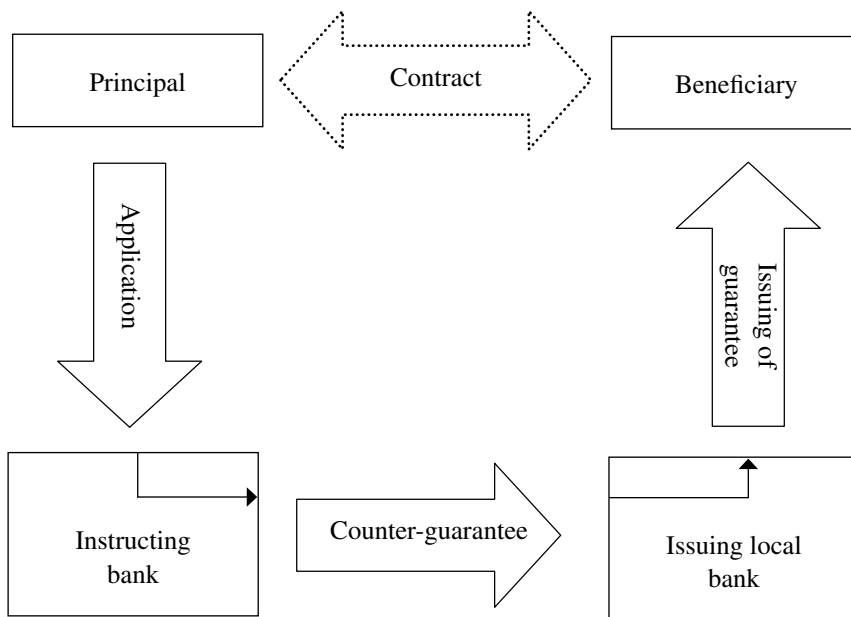 Principal
Contract
Beneficiary
Application
Issuing of
guarantee
Instructing
bank
Counter-guarantee
Issuing local
bank